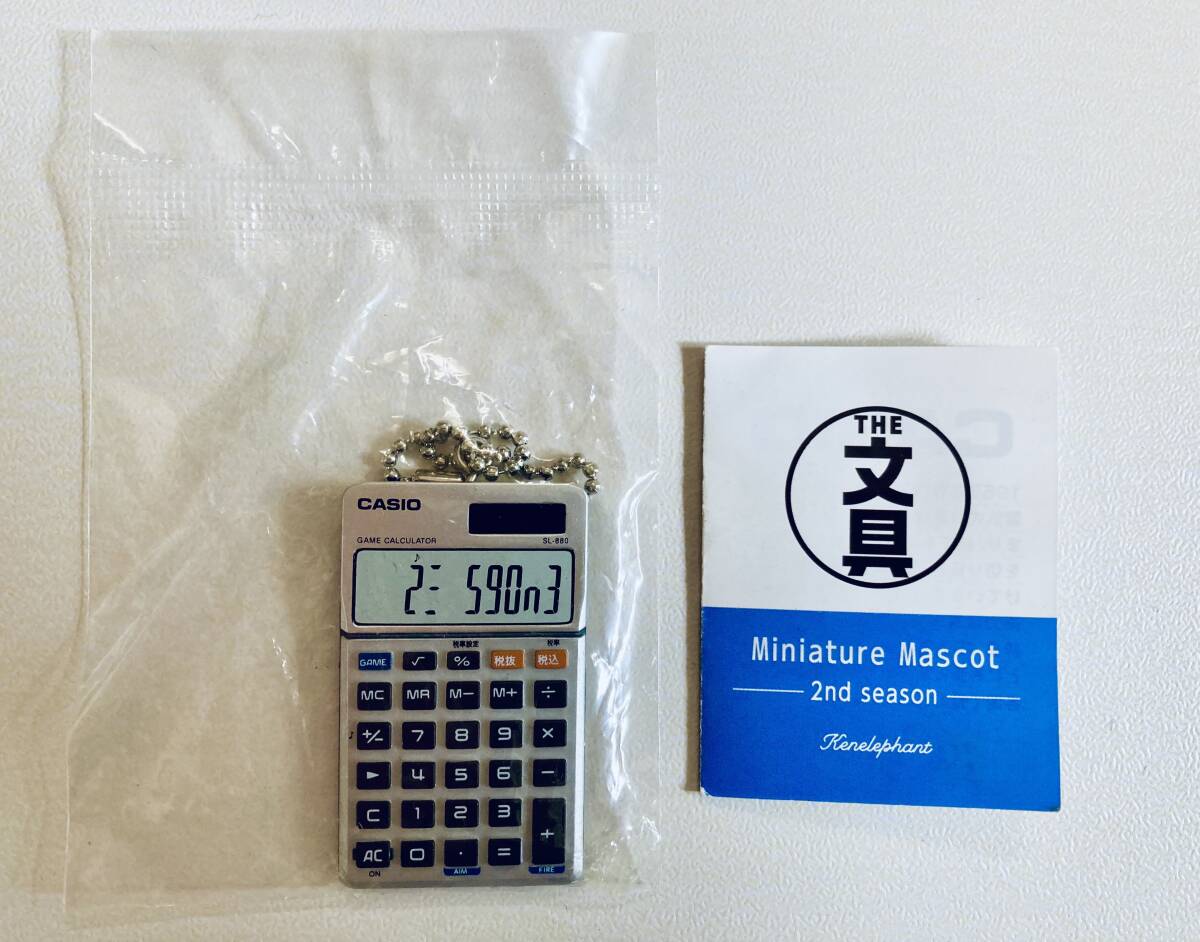 CASIO
GAME CALCULATOR SL-880
♪
2 590n3
税率設定 税率
GAME √ % 税抜 税込
MC MR M− M+ ÷
♪ +/− 7 8 9 ×
▶ 4 5 6 −
C 1 2 3
+
AC 0 · =
ON AIM FIRE
THE
文
具
Miniature Mascot
2nd season
Kenelephant